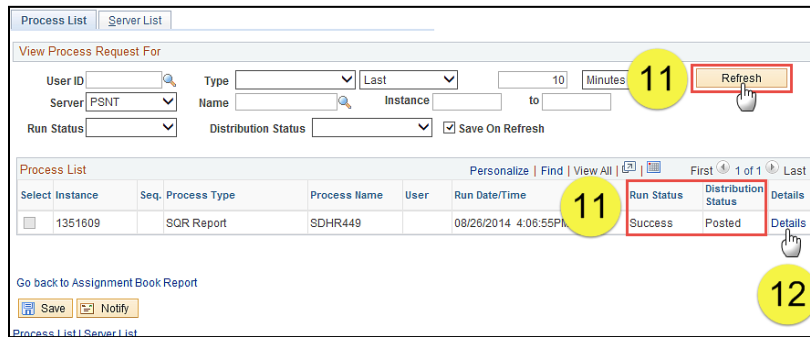 Process List Server List
View Process Request For
User ID Type Last 10 Minutes 11 Refresh
Server PSNT Name Instance to
Run Status Distribution Status Save On Refresh
Process List Personalize | Find | View All | | First 1 of 1 Last
Select Instance Seq. Process Type Process Name User Run Date/Time Run Status Distribution Status Details
1351609 SQR Report SDHR449 08/26/2014 4:06:55PM 11 Success Posted Details
Go back to Assignment Book Report
12
Save Notify
Process List | Server List